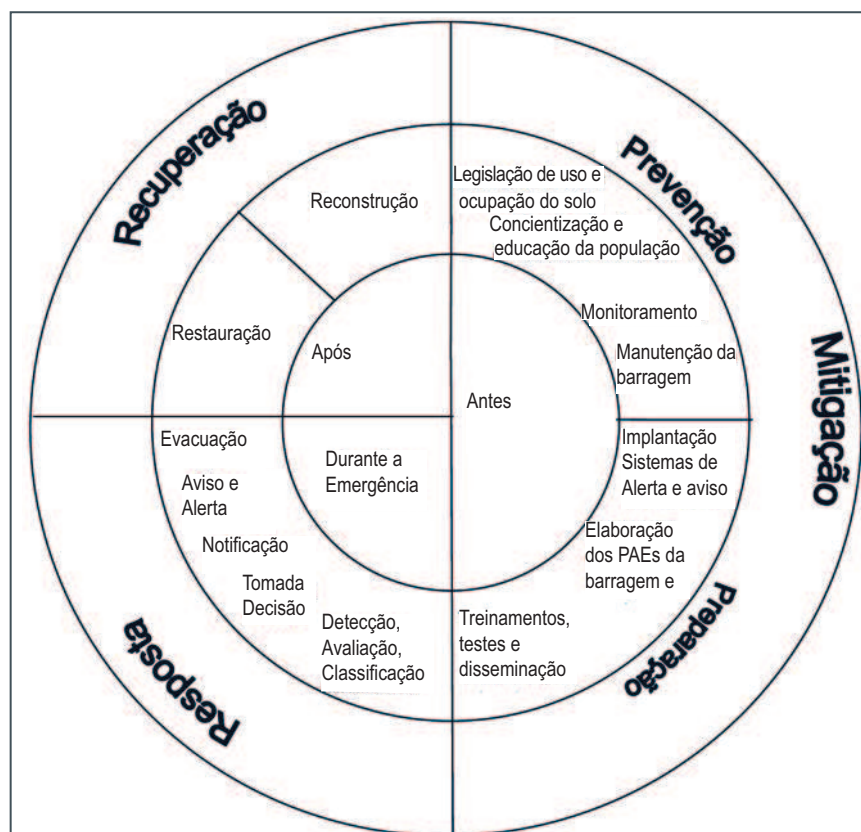 Recuperação
Prevenção
Mitigação
Preparação
Resposta
Reconstrução
Restauração
Após
Legislação de uso e
ocupação do solo
Concientização e
educação da população
Monitoramento
Manutenção da
barragem
Antes
Implantação
Sistemas de
Alerta e aviso
Elaboração
dos PAEs da
barragem e
Treinamentos,
testes e
disseminação
Durante a
Emergência
Evacuação
Aviso e
Alerta
Notificação
Tomada
Decisão
Detecção,
Avaliação,
Classificação